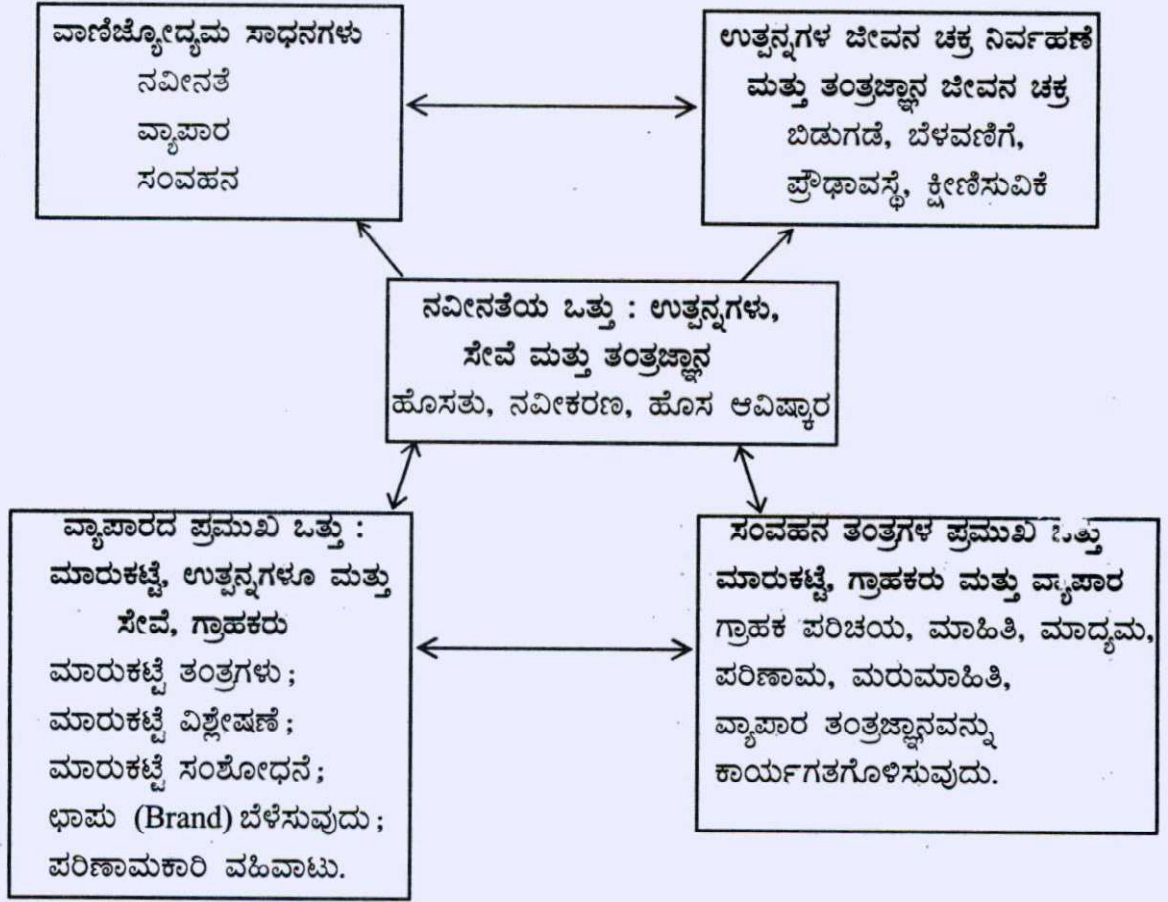 ವಾಣಿಜ್ಯೋದ್ಯಮ ಸಾಧನಗಳು
ನವೀನತೆ
ವ್ಯಾಪಾರ
ಸಂವಹನ
ಉತ್ಪನ್ನಗಳ ಜೀವನ ಚಕ್ರ ನಿರ್ವಹಣೆ
ಮತ್ತು ತಂತ್ರಜ್ಞಾನ ಜೀವನ ಚಕ್ರ
ಬಿಡುಗಡೆ, ಬೆಳವಣಿಗೆ,
ಪ್ರೌಢಾವಸ್ಥೆ, ಕ್ಷೀಣಿಸುವಿಕೆ
ನವೀನತೆಯ ಒತ್ತು : ಉತ್ಪನ್ನಗಳು,
ಸೇವೆ ಮತ್ತು ತಂತ್ರಜ್ಞಾನ
ಹೊಸತು, ನವೀಕರಣ, ಹೊಸ ಆವಿಷ್ಕಾರ
ವ್ಯಾಪಾರದ ಪ್ರಮುಖ ಒತ್ತು :
ಮಾರುಕಟ್ಟೆ, ಉತ್ಪನ್ನಗಳೂ ಮತ್ತು
ಸೇವೆ, ಗ್ರಾಹಕರು
ಮಾರುಕಟ್ಟೆ ತಂತ್ರಗಳು;
ಮಾರುಕಟ್ಟೆ ವಿಶ್ಲೇಷಣೆ;
ಮಾರುಕಟ್ಟೆ ಸಂಶೋಧನೆ;
ಛಾಪು (Brand) ಬೆಳೆಸುವುದು;
ಪರಿಣಾಮಕಾರಿ ವಹಿವಾಟು.
ಸಂವಹನ ತಂತ್ರಗಳ ಪ್ರಮುಖ ಒತ್ತು
ಮಾರುಕಟ್ಟೆ, ಗ್ರಾಹಕರು ಮತ್ತು ವ್ಯಾಪಾರ
ಗ್ರಾಹಕ ಪರಿಚಯ, ಮಾಹಿತಿ, ಮಾದ್ಯಮ,
ಪರಿಣಾಮ, ಮರುಮಾಹಿತಿ,
ವ್ಯಾಪಾರ ತಂತ್ರಜ್ಞಾನವನ್ನು
ಕಾರ್ಯಗತಗೊಳಿಸುವುದು.